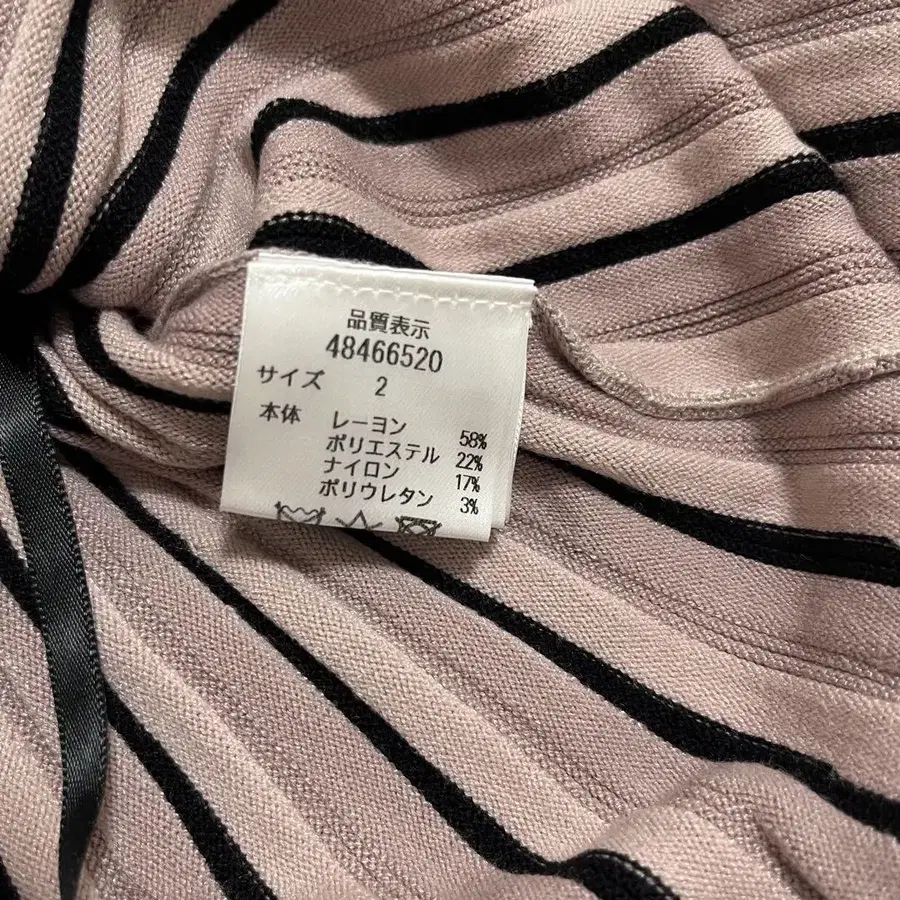 品質表示
48466520
サイズ 2
本体 レーヨン 58%
ポリエステル 22%
ナイロン 17%
ポリウレタン 3%